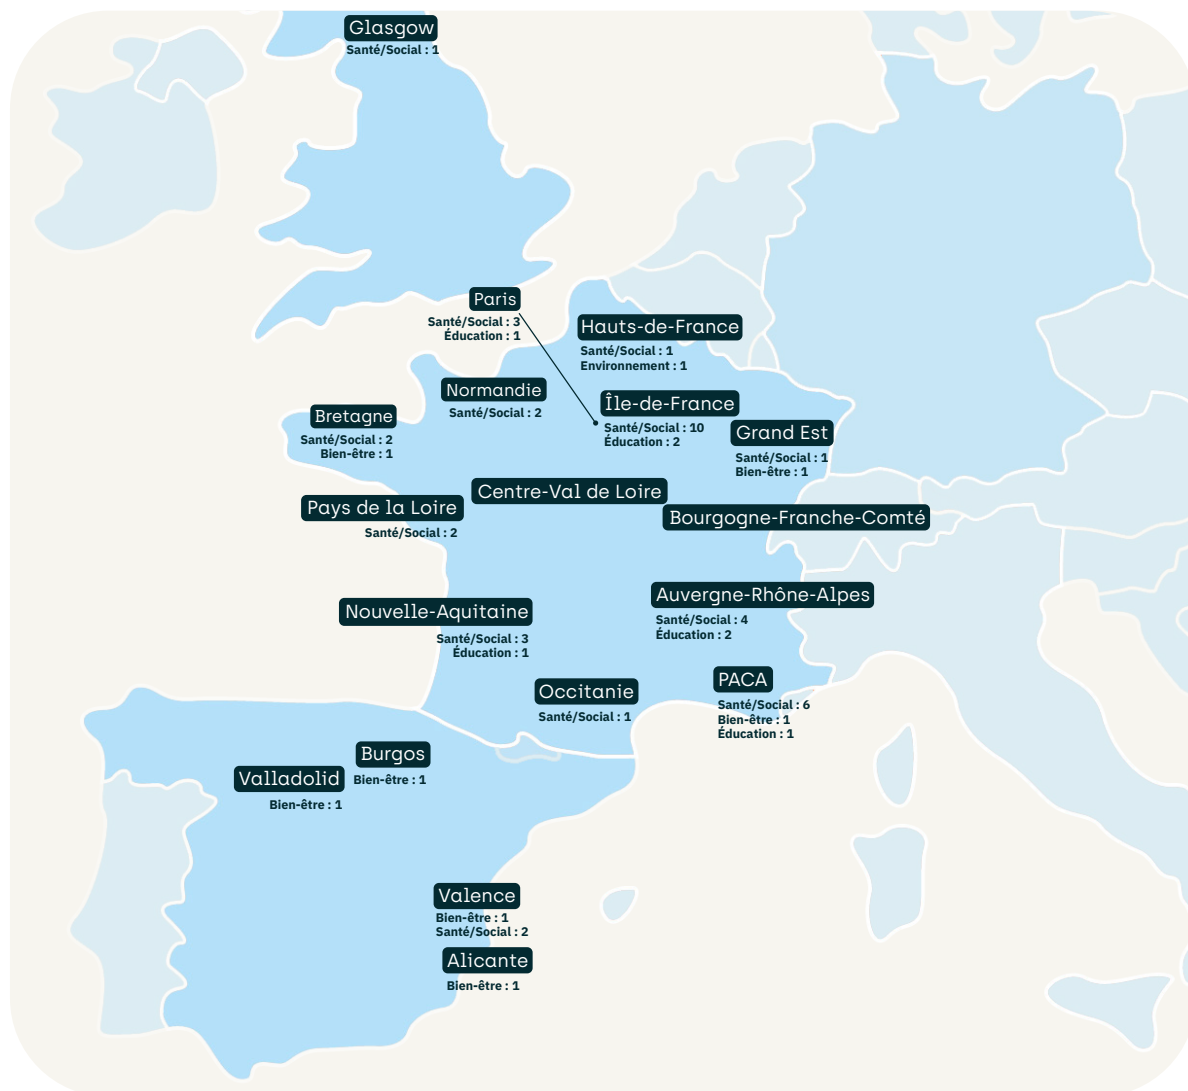 Glasgow
Santé/Social : 1
Paris
Santé/Social : 3
Éducation : 1
Hauts-de-France
Santé/Social : 1
Environnement : 1
Normandie
Santé/Social : 2
Île-de-France
Santé/Social : 10
Éducation : 2
Bretagne
Santé/Social : 2
Bien-être : 1
Grand Est
Santé/Social : 1
Bien-être : 1
Centre-Val de Loire
Pays de la Loire
Santé/Social : 2
Bourgogne-Franche-Comté
Auvergne-Rhône-Alpes
Santé/Social : 4
Éducation : 2
Nouvelle-Aquitaine
Santé/Social : 3
Éducation : 1
PACA
Santé/Social : 6
Bien-être : 1
Éducation : 1
Occitanie
Santé/Social : 1
Burgos
Bien-être : 1
Valladolid
Bien-être : 1
Valence
Bien-être : 1
Santé/Social : 2
Alicante
Bien-être : 1